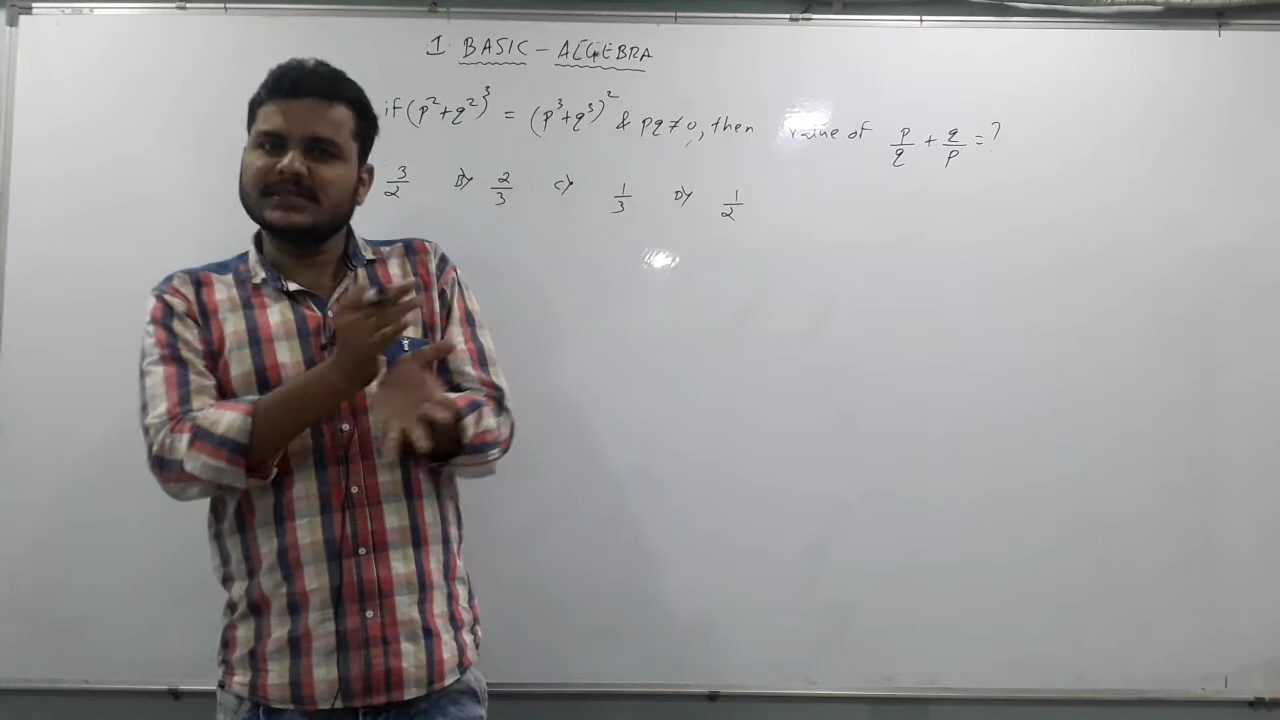 1. BASIC - ALGEBRA
if (p²+q²)³ = (p³+q³)² & pq≠0, then value of p/q + q/p = ?
3/2 B) 2/3 C) 1/3 D) 1/2